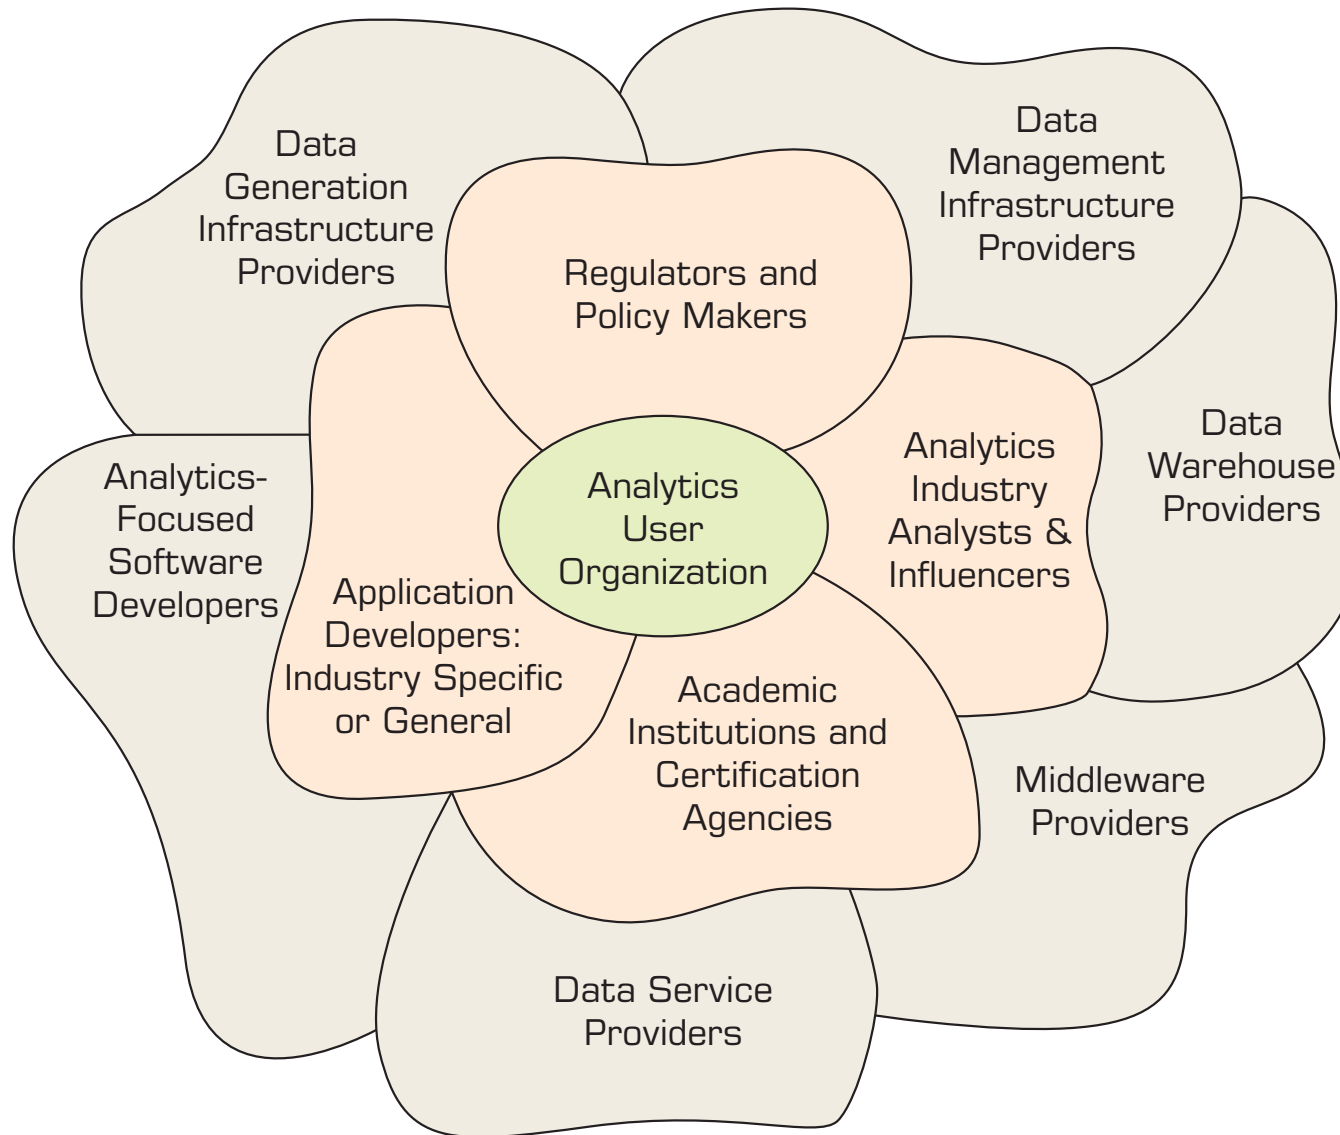 Data
Generation
Infrastructure
Providers
Data
Management
Infrastructure
Providers
Regulators and
Policy Makers
Analytics
Industry
Analysts &
Influencers
Data
Warehouse
Providers
Analytics-
Focused
Software
Developers
Analytics
User
Organization
Application
Developers:
Industry Specific
or General
Academic
Institutions and
Certification
Agencies
Middleware
Providers
Data Service
Providers